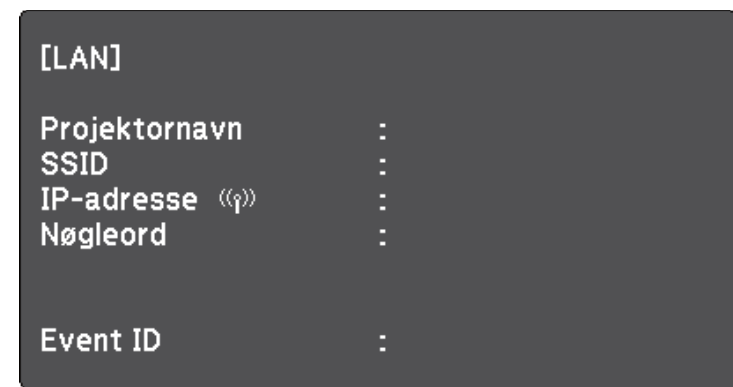 [LAN]
Projektornavn :
SSID :
IP-adresse :
Nøgleord :
Event ID :